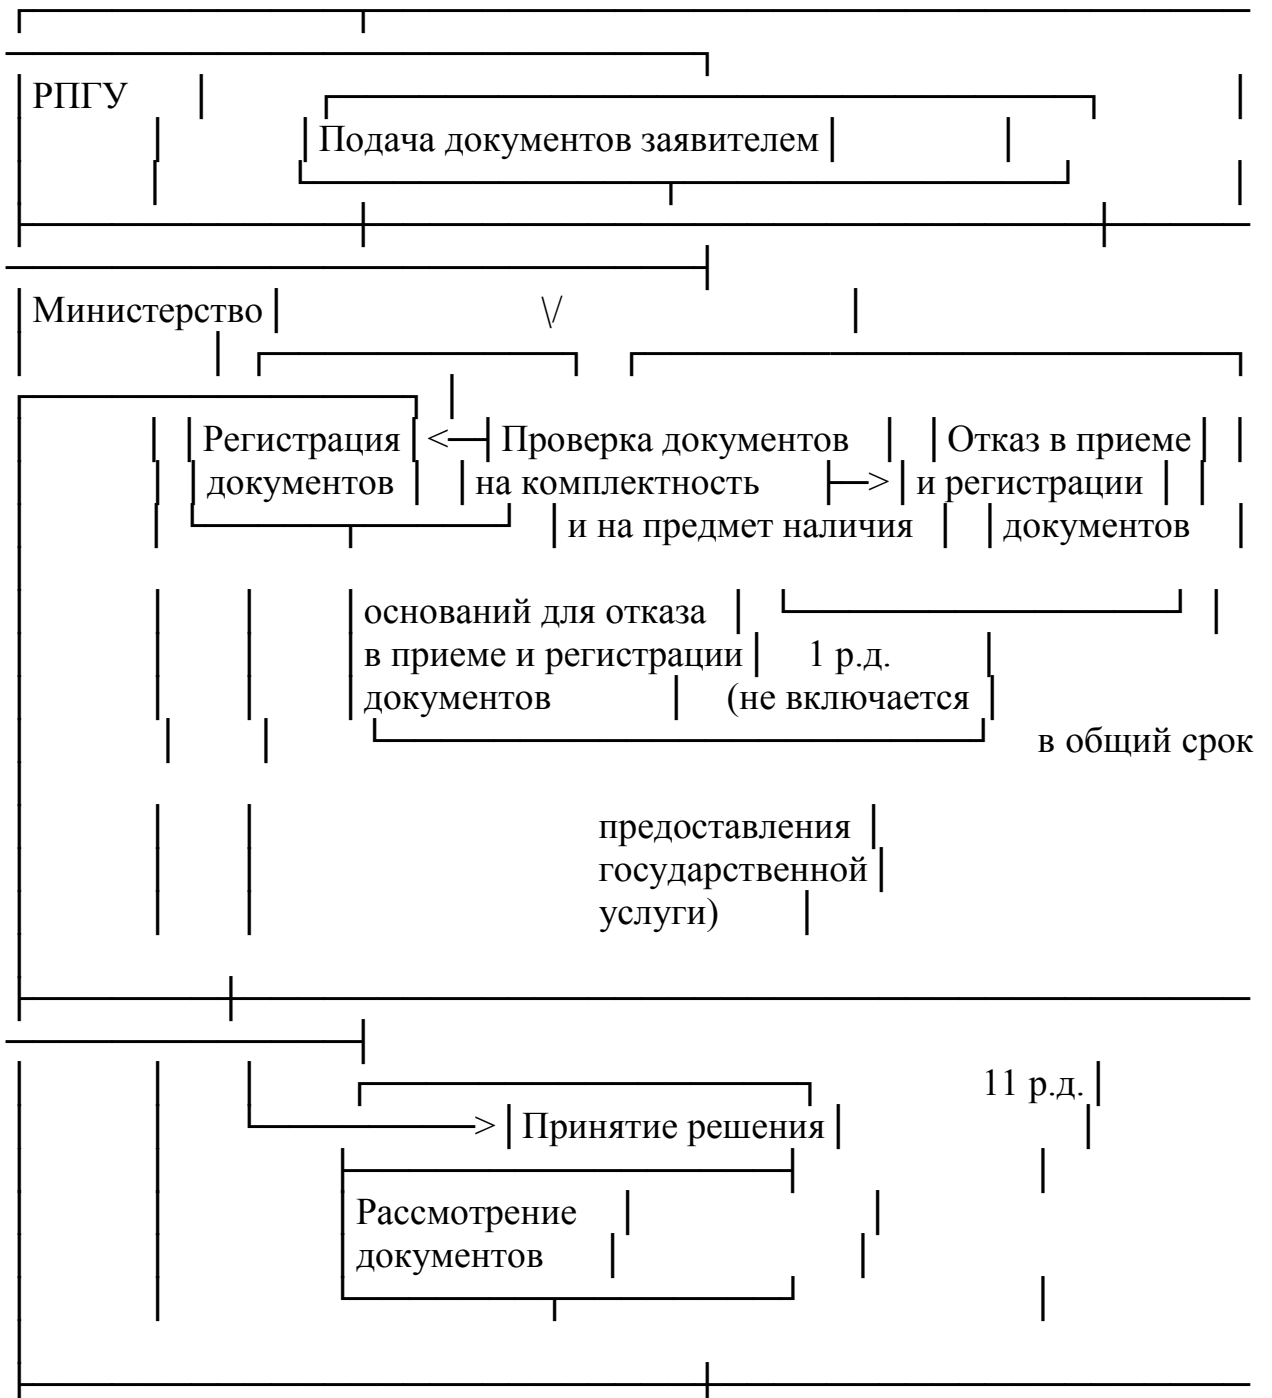 РПГУ
Подача документов заявителем
Министерство \/
Регистрация < Проверка документов Отказ в приеме
документов на комплектность > и регистрации
и на предмет наличия документов
оснований для отказа
в приеме и регистрации 1 р.д.
документов (не включается
в общий срок
предоставления
государственной
услуги)
11 р.д.
> Принятие решения
Рассмотрение
документов